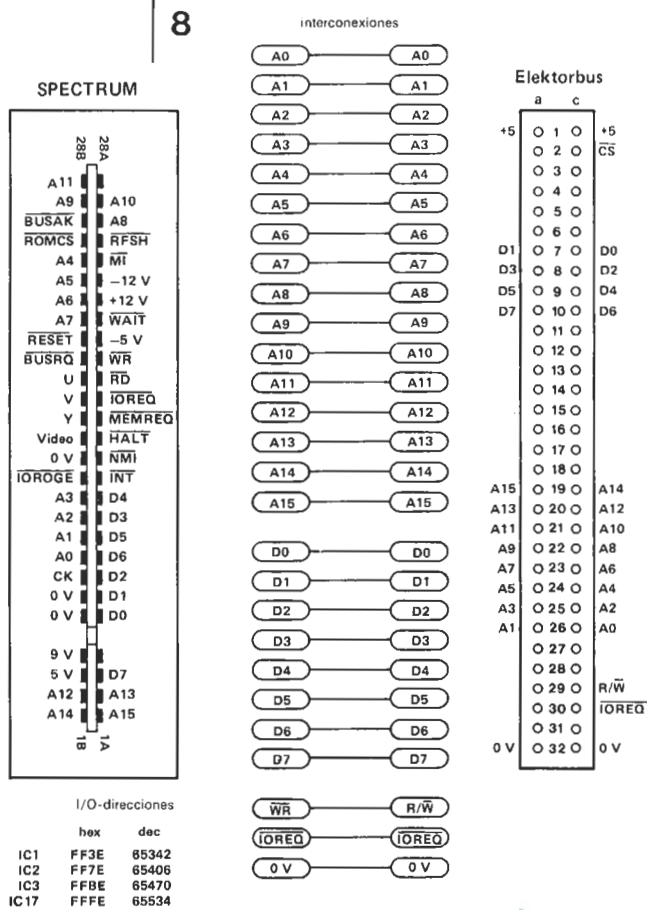 8
SPECTRUM
28B 28A
A11
A9 A10
BUSAK A8
ROMCS RFSH
A4 MI
A5 −12 V
A6 +12 V
A7 WAIT
RESET −5 V
BUSRQ WR
U RD
V IOREQ
Y MEMREQ
Video HALT
0 V NMI
IOROGE INT
A3 D4
A2 D3
A1 D5
A0 D6
CK D2
0 V D1
0 V D0
9 V
5 V D7
A12 A13
A14 A15
1B 1A
I/O-direcciones
hex dec
IC1 FF3E 65342
IC2 FF7E 65406
IC3 FFBE 65470
IC17 FFFE 65534
interconexiones
A0 A0
A1 A1
A2 A2
A3 A3
A4 A4
A5 A5
A6 A6
A7 A7
A8 A8
A9 A9
A10 A10
A11 A11
A12 A12
A13 A13
A14 A14
A15 A15
D0 D0
D1 D1
D2 D2
D3 D3
D4 D4
D5 D5
D6 D6
D7 D7
WR R/W
IOREQ IOREQ
0 V 0 V
Elektorbus
a c
+5 1 +5
2 CS
3
4
5
6
D1 7 D0
D3 8 D2
D5 9 D4
D7 10 D6
11
12
13
14
15
16
17
18
A15 19 A14
A13 20 A12
A11 21 A10
A9 22 A8
A7 23 A6
A5 24 A4
A3 25 A2
A1 26 A0
27
28
29 R/W
30 IOREQ
31
0 V 32 0 V